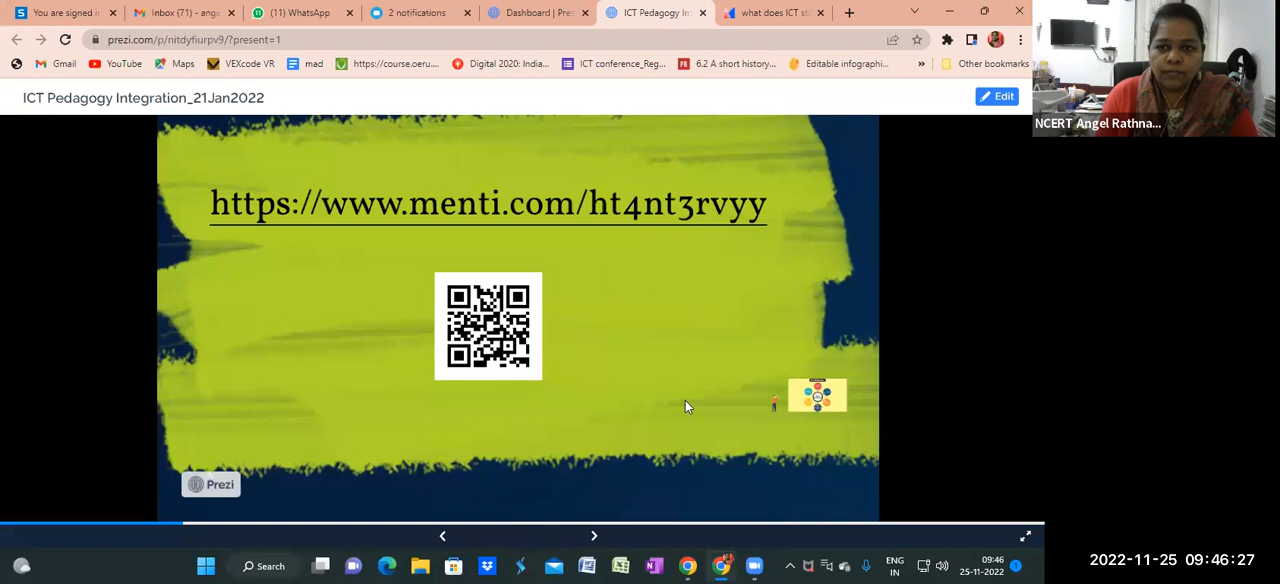 You are signed in
Inbox (71) - ange
(11) WhatsApp
2 notifications
Dashboard | Prez
ICT Pedagogy In
what does ICT st
prezi.com/p/nitdyfiurpv9/?present=1
Gmail
YouTube
Maps
VEXcode VR
mad
https://course.oeru....
Digital 2020: India...
ICT conference_Reg...
6.2 A short history...
Editable infographi...
»
Other bookmarks
ICT Pedagogy Integration_21Jan2022
Edit
NCERT Angel Rathna...
https://www.menti.com/ht4nt3rvyy
Prezi
Search
ENG
IN
09:46
25-11-2022
2022-11-25 09:46:27